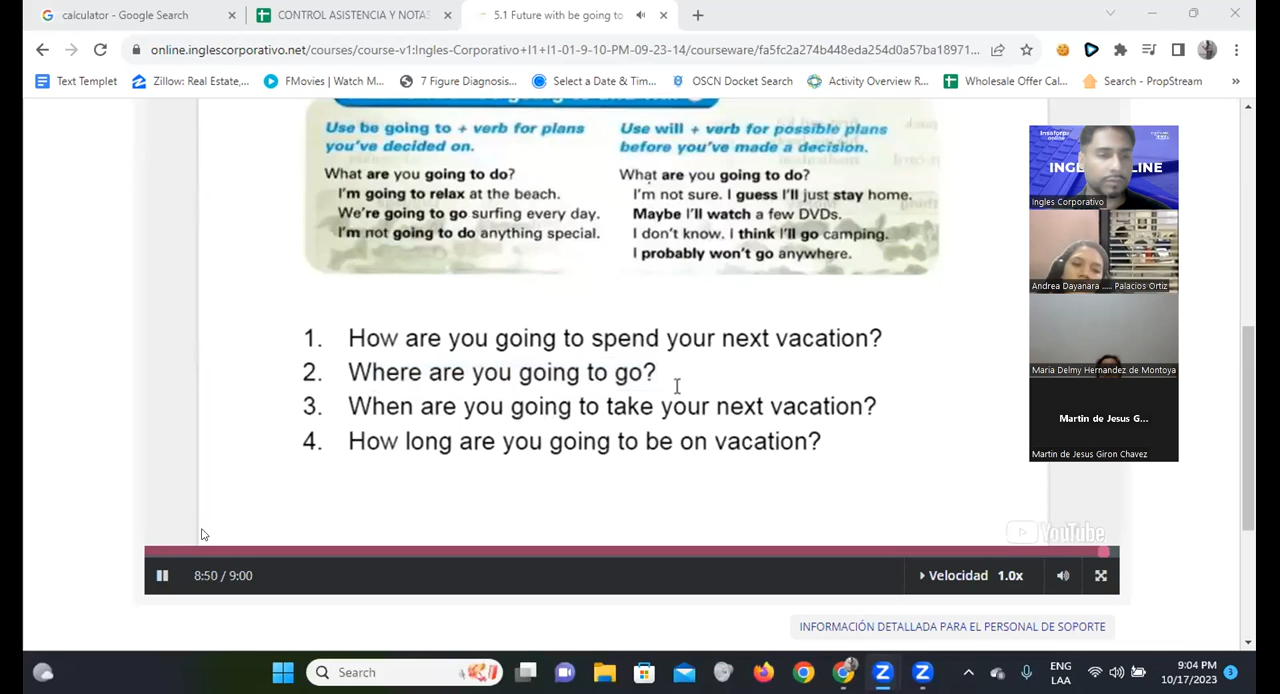 calculator - Google Search
CONTROL ASISTENCIA Y NOTAS
5.1 Future with be going to
online.inglescorporativo.net/courses/course-v1:Ingles-Corporativo+I1+I1-01-9-10-PM-09-23-14/courseware/fa5fc2a274b448eda254d0a57ba18971...
Text Templet
Zillow: Real Estate,...
FMovies | Watch M...
7 Figure Diagnosis...
Select a Date & Tim...
OSCN Docket Search
Activity Overview R...
Wholesale Offer Cal...
Search - PropStream
»
Use be going to + verb for plans
you've decided on.
What are you going to do?
I'm going to relax at the beach.
We're going to go surfing every day.
I'm not going to do anything special.
Use will + verb for possible plans
before you've made a decision.
What are you going to do?
I'm not sure. I guess I'll just stay home.
Maybe I'll watch a few DVDs.
I don't know. I think I'll go camping.
I probably won't go anywhere.
1. How are you going to spend your next vacation?
2. Where are you going to go?
3. When are you going to take your next vacation?
4. How long are you going to be on vacation?
Ingles Corporativo
Andrea Dayanara ..... Palacios Ortiz
Maria Delmy Hernandez de Montoya
Martin de Jesus G...
Martin de Jesus Giron Chavez
YouTube
8:50 / 9:00
Velocidad 1.0x
INFORMACIÓN DETALLADA PARA EL PERSONAL DE SOPORTE
Search
ENG
LAA
9:04 PM
10/17/2023
3